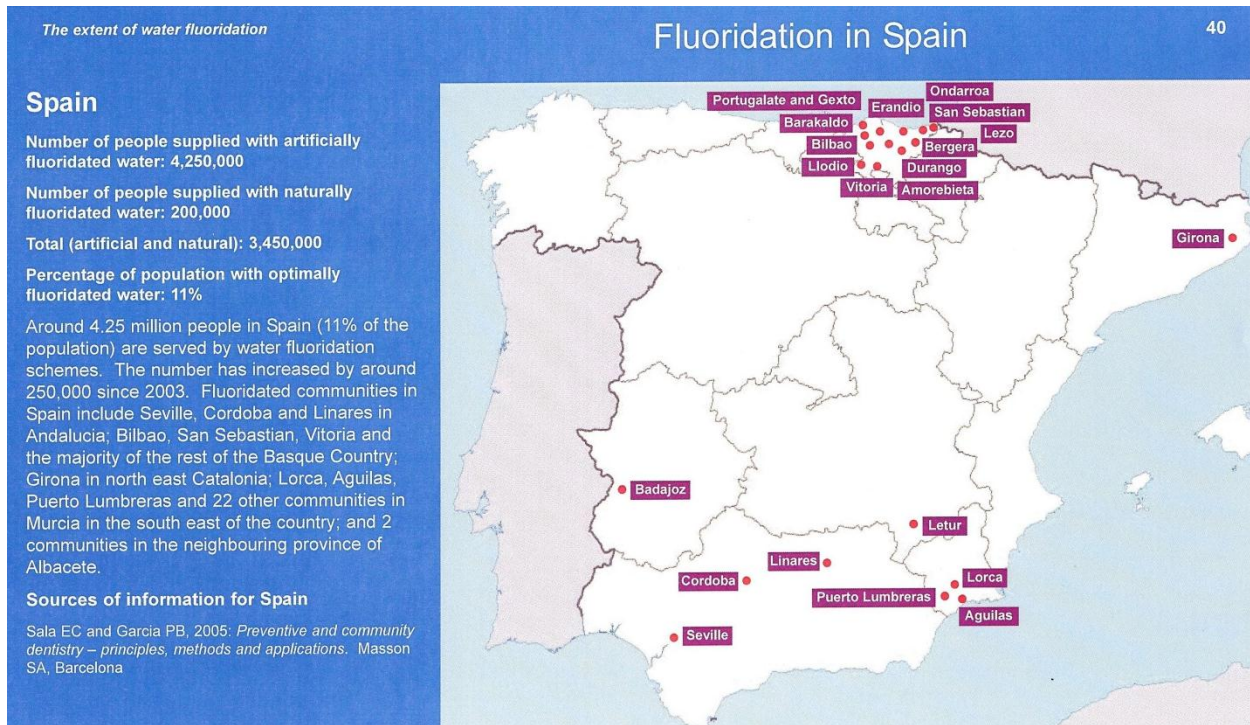 The extent of water fluoridation
Fluoridation in Spain
40
Spain
Number of people supplied with artificially
fluoridated water: 4,250,000
Number of people supplied with naturally
fluoridated water: 200,000
Total (artificial and natural): 3,450,000
Percentage of population with optimally
fluoridated water: 11%
Around 4.25 million people in Spain (11% of the
population) are served by water fluoridation
schemes. The number has increased by around
250,000 since 2003. Fluoridated communities in
Spain include Seville, Cordoba and Linares in
Andalucia; Bilbao, San Sebastian, Vitoria and
the majority of the rest of the Basque Country;
Girona in north east Catalonia; Lorca, Aguilas,
Puerto Lumbreras and 22 other communities in
Murcia in the south east of the country; and 2
communities in the neighbouring province of
Albacete.
Sources of information for Spain
Sala EC and Garcia PB, 2005: Preventive and community
dentistry – principles, methods and applications. Masson
SA, Barcelona
Ondarroa
Portugalate and Gexto
Erandio
San Sebastian
Barakaldo
Lezo
Bilbao
Bergera
Llodio
Durango
Vitoria
Amorebieta
Girona
Badajoz
Letur
Linares
Cordoba
Lorca
Puerto Lumbreras
Aguilas
Seville